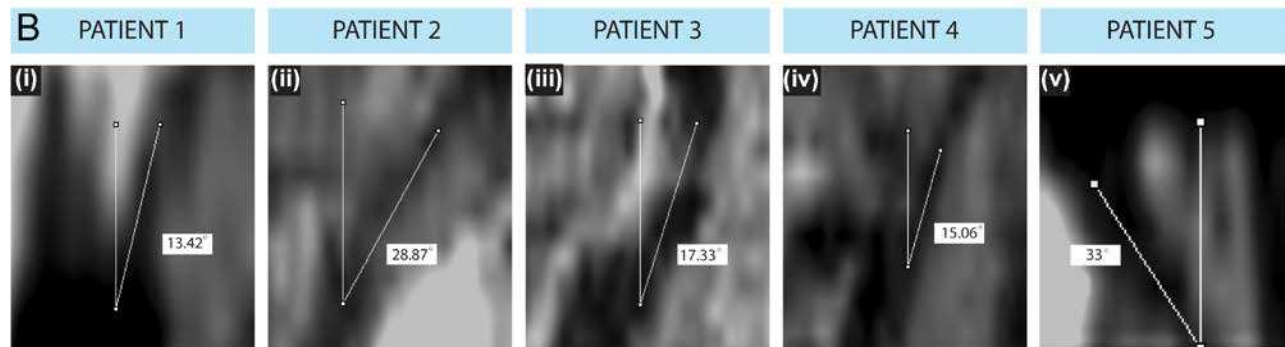 B
PATIENT 1
PATIENT 2
PATIENT 3
PATIENT 4
PATIENT 5
(i)
(ii)
(iii)
(iv)
(v)
13.42°
28.87°
17.33°
15.06°
33°